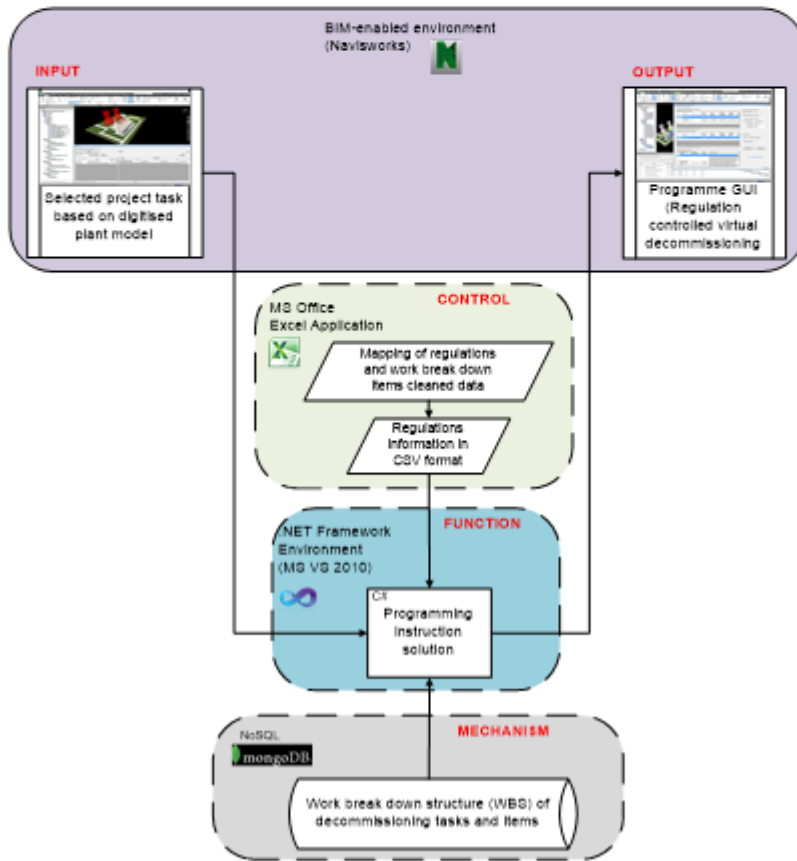 BIM-enabled environment
(Navisworks)
INPUT
OUTPUT
Selected project task
based on digitised
plant model
Programme GUI
(Regulation
controlled virtual
decommissioning
CONTROL
MS Office
Excel Application
Mapping of regulations
and work break down
items cleaned data
Regulations
information in
CSV format
FUNCTION
.NET Framework
Environment
(MS VS 2010)
C#
Programming
instruction
solution
MECHANISM
NoSQL
mongoDB
Work break down structure (WBS) of
decommissioning tasks and items